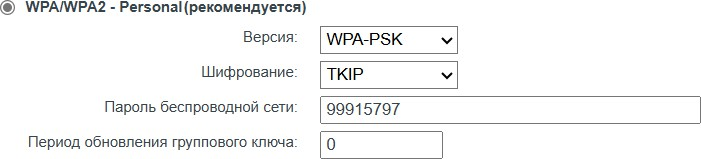 WPA/WPA2 - Personal(рекомендуется)
Версия: WPA-PSK
Шифрование: TKIP
Пароль беспроводной сети: 99915797
Период обновления группового ключа: 0